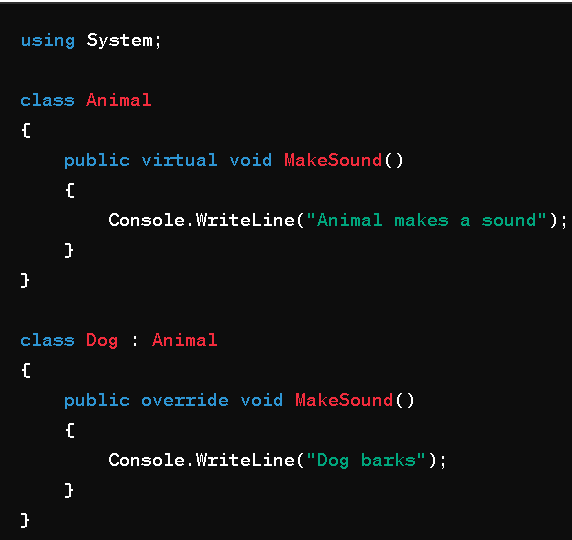 using System;

class Animal
{
    public virtual void MakeSound()
    {
        Console.WriteLine("Animal makes a sound");
    }
}

class Dog : Animal
{
    public override void MakeSound()
    {
        Console.WriteLine("Dog barks");
    }
}